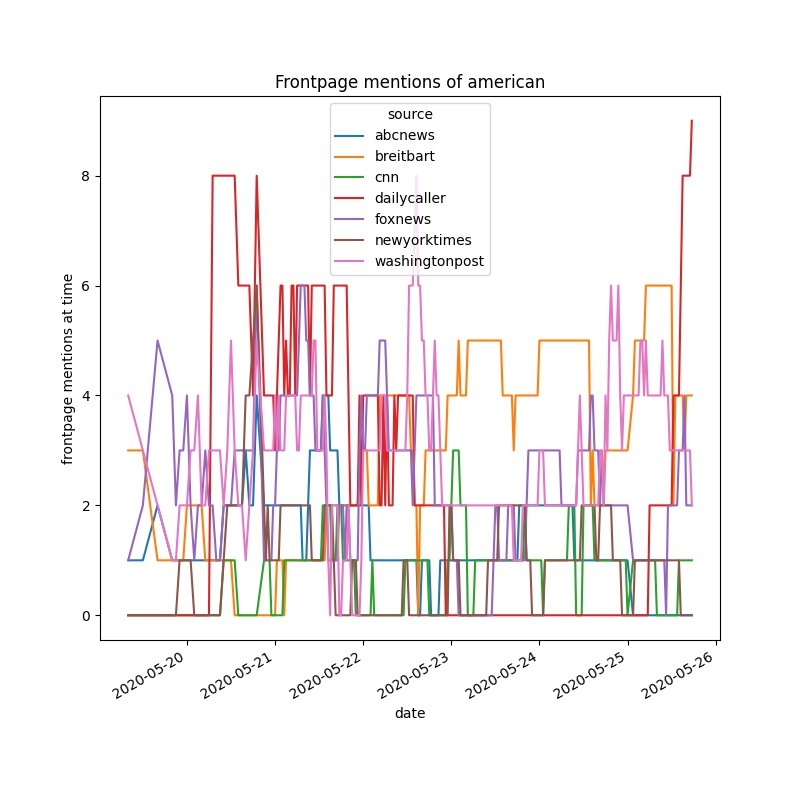 Frontpage mentions of american
source
abcnews
breitbart
cnn
dailycaller
foxnews
newyorktimes
washingtonpost
8
6
4
2
0
frontpage mentions at time
2020-05-20
2020-05-21
2020-05-22
2020-05-23
2020-05-24
2020-05-25
2020-05-26
date